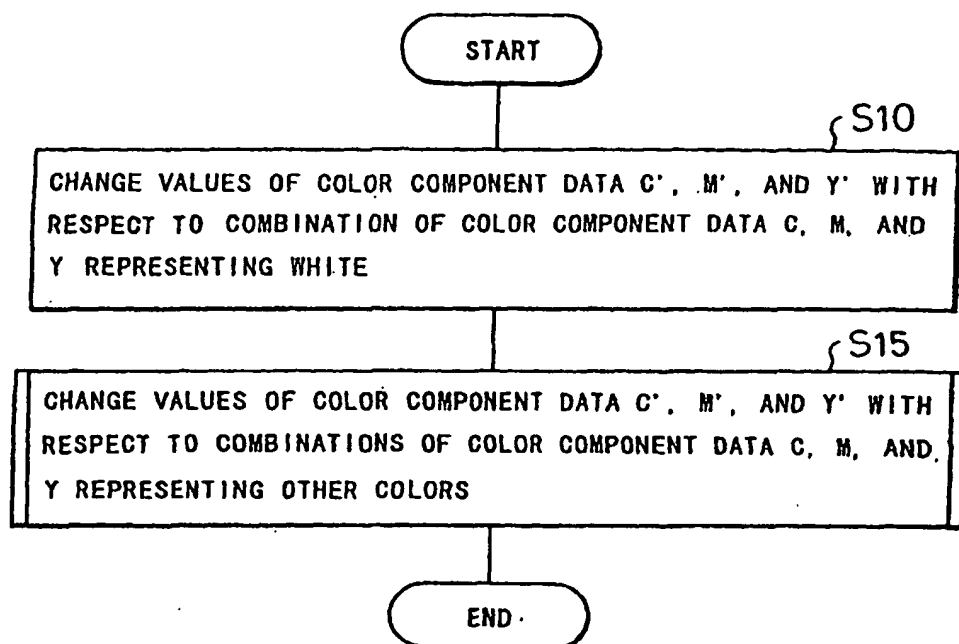 START
S10
CHANGE VALUES OF COLOR COMPONENT DATA C', M', AND Y' WITH
RESPECT TO COMBINATION OF COLOR COMPONENT DATA C, M, AND
Y REPRESENTING WHITE
S15
CHANGE VALUES OF COLOR COMPONENT DATA C', M', AND Y' WITH
RESPECT TO COMBINATIONS OF COLOR COMPONENT DATA C, M, AND
Y REPRESENTING OTHER COLORS
END